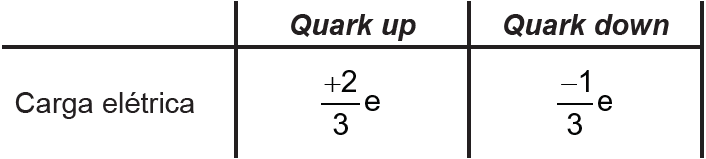 Quark up Quark down
Carga elétrica +2/3 e –1/3 e